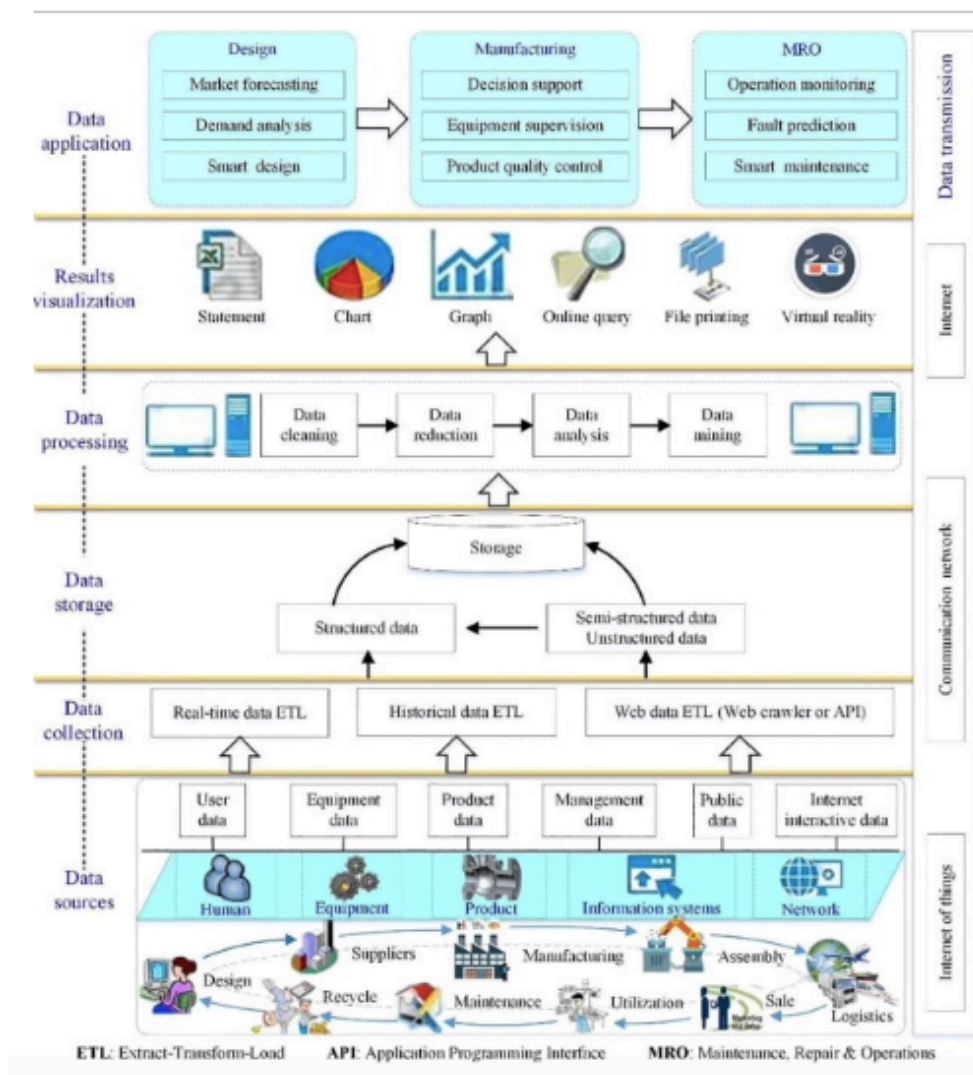 Design
Manufacturing
MRO
Market forecasting
Decision support
Operation monitoring
Data
application
Demand analysis
Equipment supervision
Fault prediction
Smart design
Product quality control
Smart maintenance
Data transmission
Results
visualization
Statement
Chart
Graph
Online query
File printing
Virtual reality
Internet
Data
processing
Data
cleaning
Data
reduction
Data
analysis
Data
mining
Data
storage
Storage
Structured data
Semi-structured data
Unstructured data
Communication network
Data
collection
Real-time data ETL
Historical data ETL
Web data ETL (Web crawler or API)
Data
sources
User
data
Equipment
data
Product
data
Management
data
Public
data
Internet
interactive data
Human
Equipment
Product
Information systems
Network
Internet of things
Design
Suppliers
Manufacturing
Assembly
Logistics
Sale
Utilization
Maintenance
Recycle
ETL: Extract-Transform-Load API: Application Programming Interface MRO: Maintenance, Repair & Operations